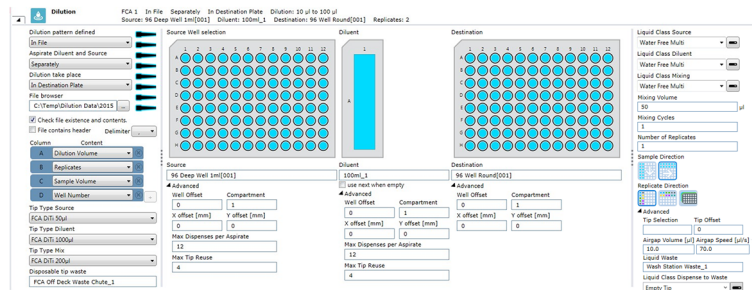 Dilution
FCA 1 In File Separately In Destination Plate Dilution: 10 µl to 100 µl
Source: 96 Deep Well 1ml[001] Diluent: 100ml_1 Destination: 96 Well Round[001] Replicates: 2
Dilution pattern defined
In File
Aspirate Diluent and Source
Separately
Dilution take place
In Destination Plate
File browser
C:\Temp\Dilution Data\2015 ...
Check file existence and contents.
File contains header Delimiter ,
Column Content
A Dilution Volume
B Replicates
C Sample Volume
D Well Number
Tip Type Source
FCA DiTi 50µl
Tip Type Diluent
FCA DiTi 1000µl
Tip Type Mix
FCA DiTi 200µl
Disposable tip waste
FCA Off Deck Waste Chute_1
Source Well selection
1 2 3 4 5 6 7 8 9 10 11 12
A
B
C
D
E
F
G
H
Source
96 Deep Well 1ml[001]
Advanced
Well Offset Compartment
0 1
X offset [mm] Y offset [mm]
0 0
Max Dispenses per Aspirate
12
Max Tip Reuse
4
Diluent
1
A
Diluent
100ml_1
use next when empty
Advanced
Well Offset Compartment
0 1
X offset [mm] Y offset [mm]
0 0
Max Dispenses per Aspirate
12
Max Tip Reuse
4
Destination
1 2 3 4 5 6 7 8 9 10 11 12
A
B
C
D
E
F
G
H
Destination
96 Well Round[001]
Advanced
Well Offset Compartment
0 1
X offset [mm] Y offset [mm]
0 0
Liquid Class Source
Water Free Multi
Liquid Class Diluent
Water Free Multi
Liquid Class Mixing
Water Free Multi
Mixing Volume
50 µl
Mixing Cycles
1
Number of Replicates
1
Sample Direction
Replicate Direction
Advanced
Tip Selection Tip Offset
0
Airgap Volume [µl] Airgap Speed [µl/s]
10.0 70.0
Liquid Waste
Wash Station Waste_1
Liquid Class Dispense to Waste
Empty Tip